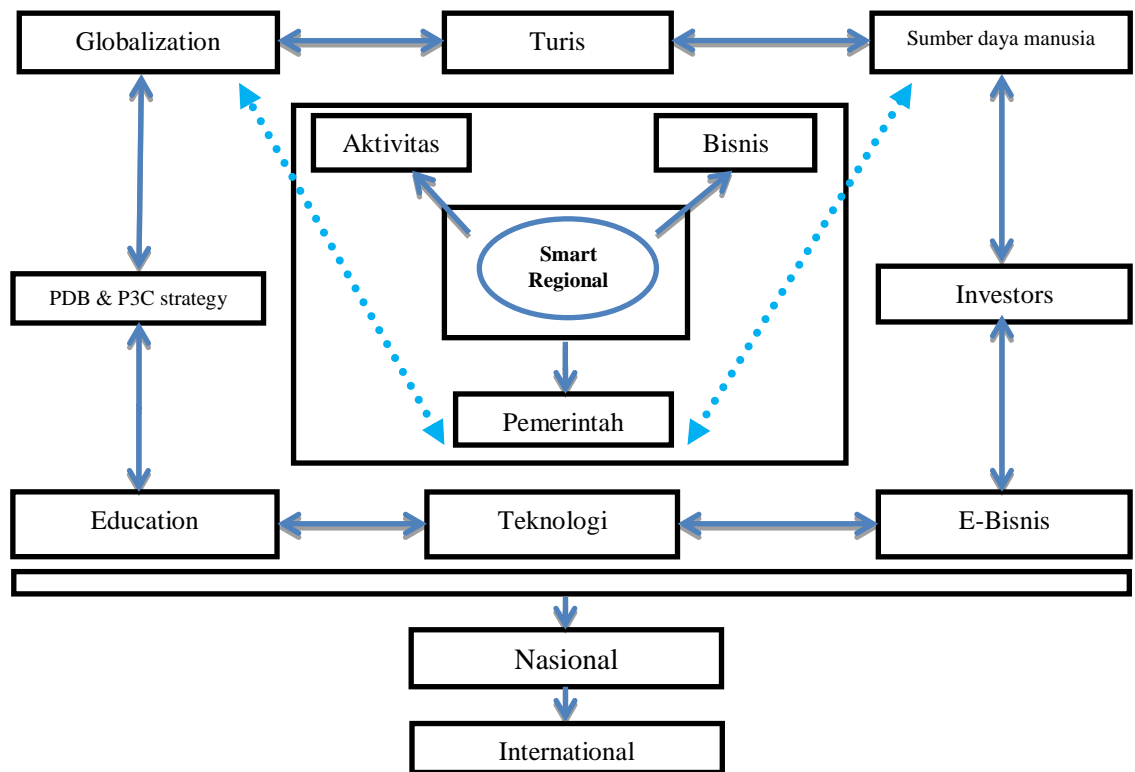 Globalization
Turis
Sumber daya manusia
Aktivitas
Bisnis
Smart
Regional
PDB & P3C strategy
Investors
Pemerintah
Education
Teknologi
E-Bisnis
Nasional
International